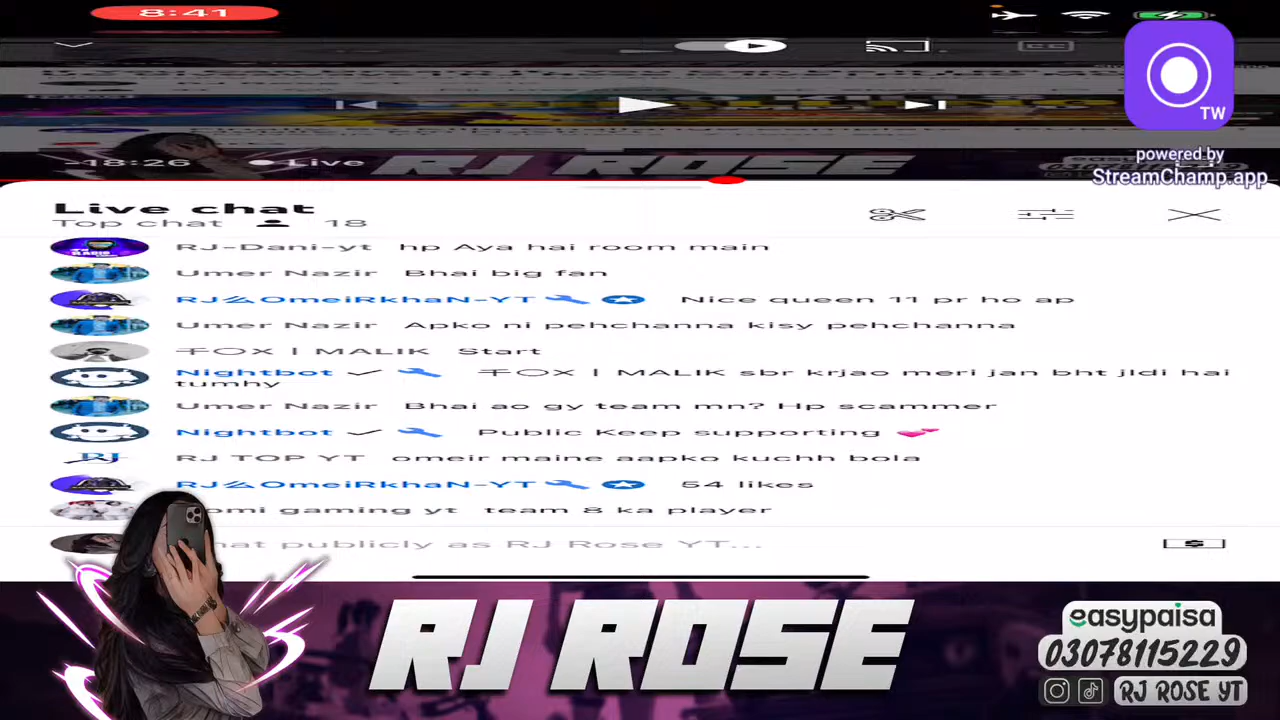 8:41
TW
powered by
StreamChamp.app
-18:26 Live
RJ ROSE
Live chat
Top chat 18
RJ-Dani-yt hp Aya hai room main
Umer Nazir Bhai big fan
Nice queen 11 pr ho ap
Umer Nazir Apko ni pehchanna kisy pehchanna
MALIK Start
Nightbot MALIK sbr krjao meri jan bht jldi hai
tumhy
Umer Nazir Bhai ao gy team mn? Hp scammer
Nightbot Public Keep supporting 💕
RJ TOP YT omeir maine aapko kuchh bola
54 likes
gaming yt team 8 ka player
publicly as RJ Rose YT...
RJ ROSE
easypaisa
03078115229
RJ ROSE YT